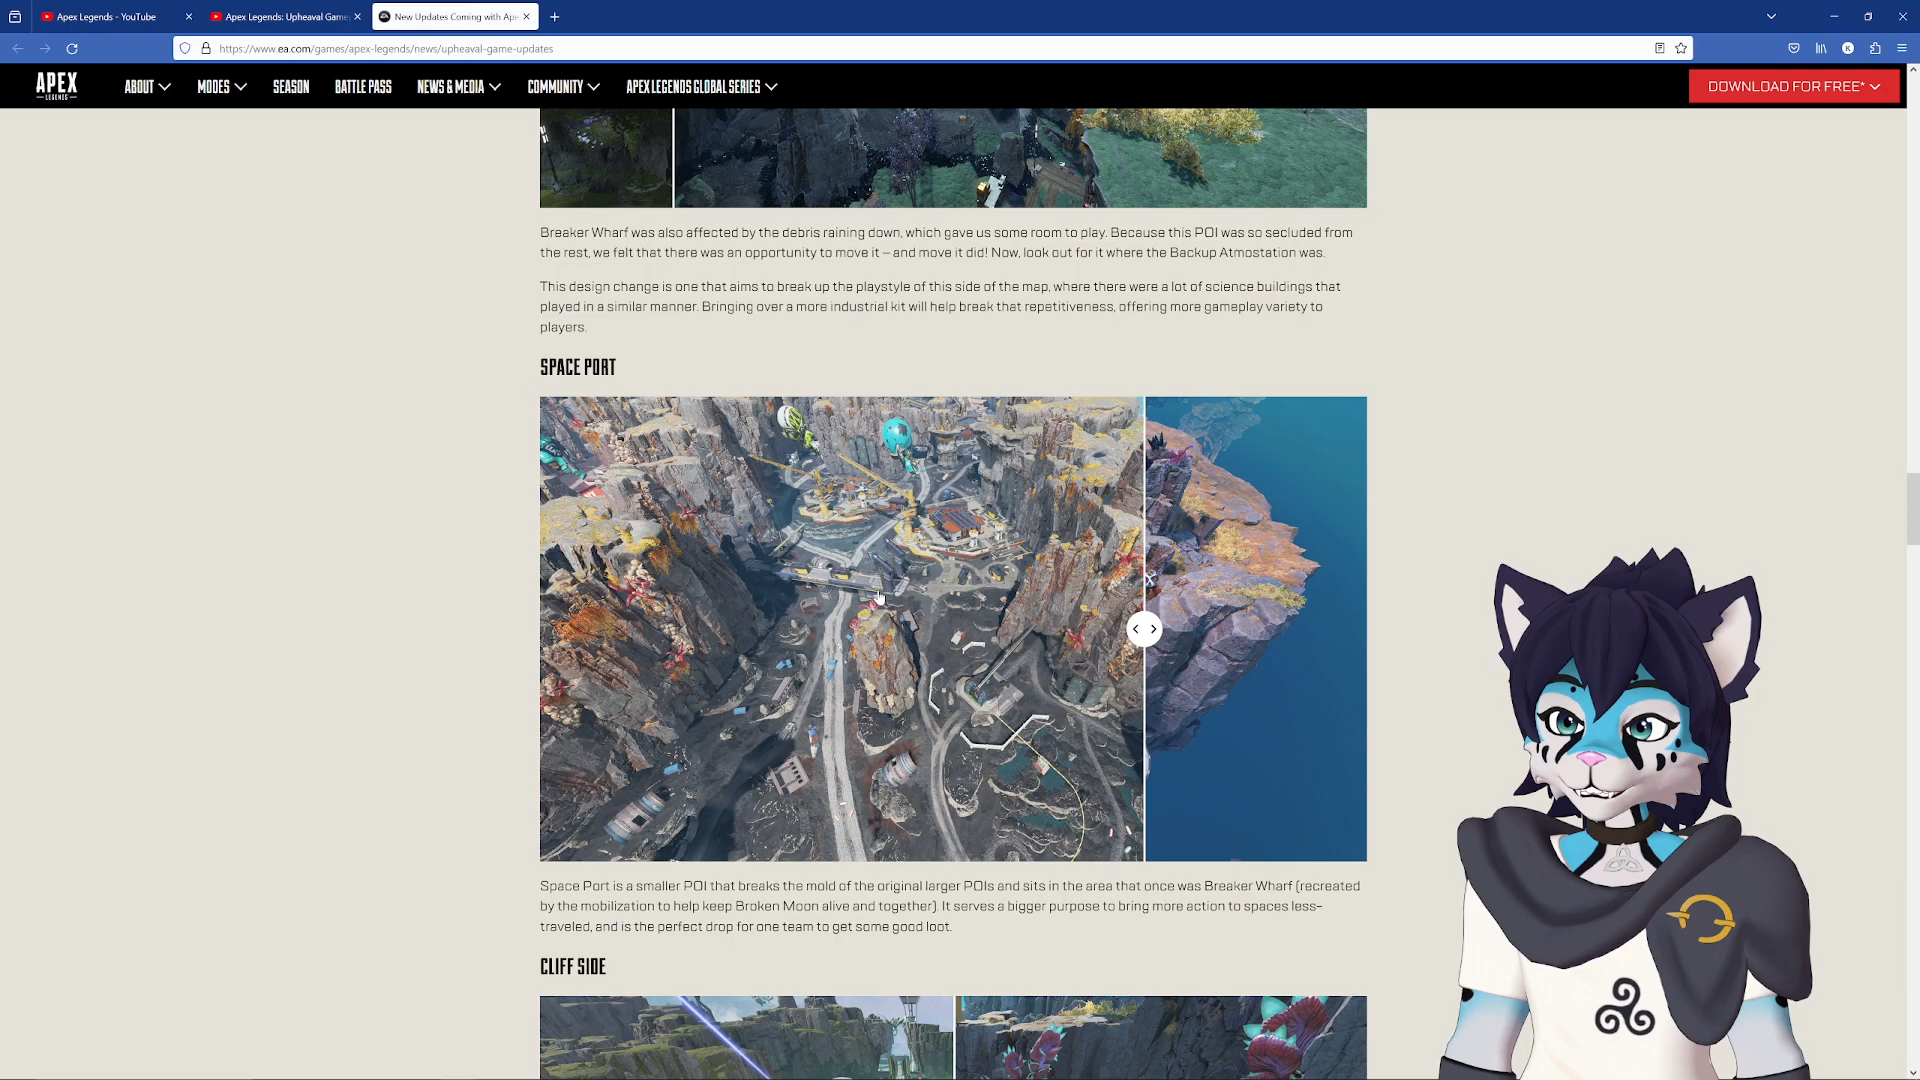 Apex Legends - YouTube
Apex Legends: Upheaval Game
New Updates Coming with Ape
https://www.ea.com/games/apex-legends/news/upheaval-game-updates
K
APEX
LEGENDS
ABOUT
MODES
SEASON
BATTLE PASS
NEWS & MEDIA
COMMUNITY
APEX LEGENDS GLOBAL SERIES
DOWNLOAD FOR FREE*
Breaker Wharf was also affected by the debris raining down, which gave us some room to play. Because this POI was so secluded from
the rest, we felt that there was an opportunity to move it – and move it did! Now, look out for it where the Backup Atmostation was.
This design change is one that aims to break up the playstyle of this side of the map, where there were a lot of science buildings that
played in a similar manner. Bringing over a more industrial kit will help break that repetitiveness, offering more gameplay variety to
players.
SPACE PORT
Space Port is a smaller POI that breaks the mold of the original larger POIs and sits in the area that once was Breaker Wharf (recreated
by the mobilization to help keep Broken Moon alive and together). It serves a bigger purpose to bring more action to spaces less-
traveled, and is the perfect drop for one team to get some good loot.
CLIFF SIDE